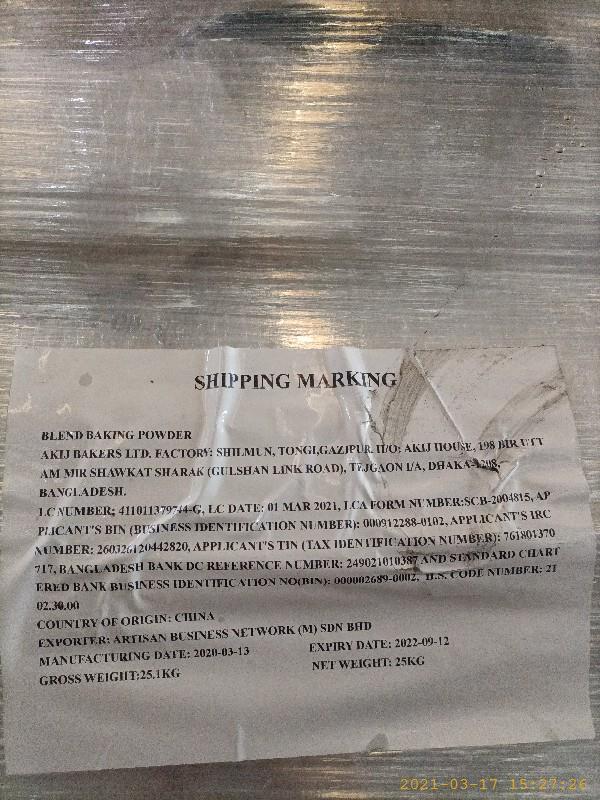 SHIPPING MARKING
BLEND BAKING POWDER
AKIJ BAKERS LTD. FACTORY: SHILMUN, TONGI,GAZIPUR. H/O: AKIJ HOUSE, 198 BIR UTT
AM MIR SHAWKAT SHARAK (GULSHAN LINK ROAD), TEJGAON I/A, DHAKA-1208,
BANGLADESH.
LC NUMBER: 411011379744-G, LC DATE: 01 MAR 2021, LCA FORM NUMBER:SCB-2004815, AP
PLICANT'S BIN (BUSINESS IDENTIFICATION NUMBER): 000912288-0102, APPLICANT'S IRC
NUMBER: 260326120442820, APPLICANT'S TIN (TAX IDENTIFICATION NUMBER): 761801370
717, BANGLADESH BANK DC REFERENCE NUMBER: 249021010387 AND STANDARD CHART
ERED BANK BUSINESS IDENTIFICATION NO(BIN): 000002689-0002, H.S. CODE NUMBER: 21
02.30.00
COUNTRY OF ORIGIN: CHINA
EXPORTER: ARTISAN BUSINESS NETWORK (M) SDN BHD
MANUFACTURING DATE: 2020-03-13 EXPIRY DATE: 2022-09-12
GROSS WEIGHT:25.1KG NET WEIGHT: 25KG
2021-03-17 15:27:26